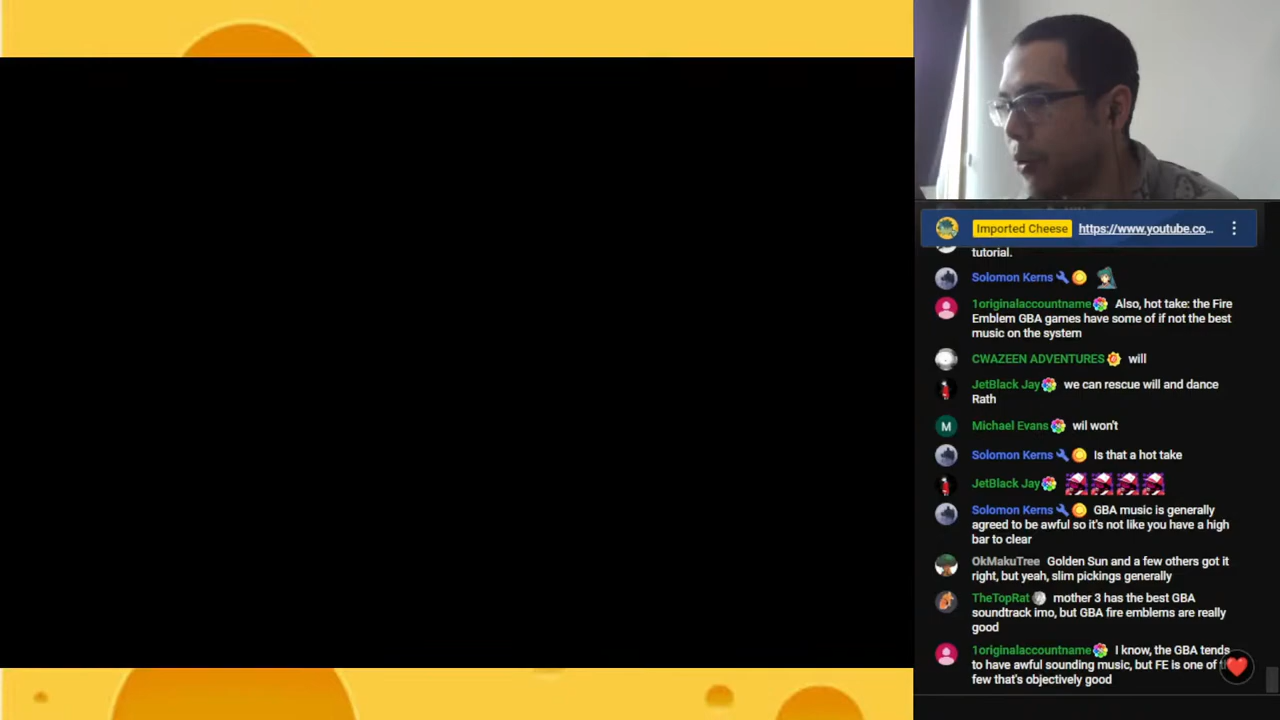 Imported Cheese https://www.youtube.co...
tutorial.
Solomon Kerns
1originalaccountname Also, hot take: the Fire
Emblem GBA games have some of if not the best
music on the system
CWAZEEN ADVENTURES will
JetBlack Jay we can rescue will and dance
Rath
M Michael Evans wil won't
Solomon Kerns Is that a hot take
JetBlack Jay
Solomon Kerns GBA music is generally
agreed to be awful so it's not like you have a high
bar to clear
OkMakuTree Golden Sun and a few others got it
right, but yeah, slim pickings generally
TheTopRat mother 3 has the best GBA
soundtrack imo, but GBA fire emblems are really
good
1originalaccountname I know, the GBA tends
to have awful sounding music, but FE is one of
few that's objectively good